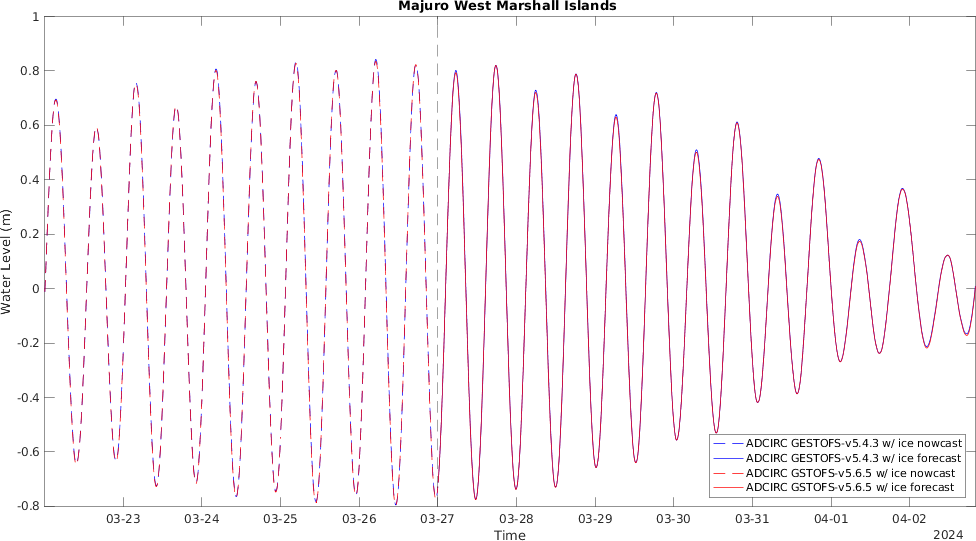 Majuro West Marshall Islands
1
0.8
0.6
0.4
0.2
0
-0.2
-0.4
-0.6
-0.8
Water Level (m)
ADCIRC GESTOFS-v5.4.3 w/ ice nowcast
ADCIRC GESTOFS-v5.4.3 w/ ice forecast
ADCIRC GSTOFS-v5.6.5 w/ ice nowcast
ADCIRC GSTOFS-v5.6.5 w/ ice forecast
03-23 03-24 03-25 03-26 03-27 03-28 03-29 03-30 03-31 04-01 04-02
Time
2024